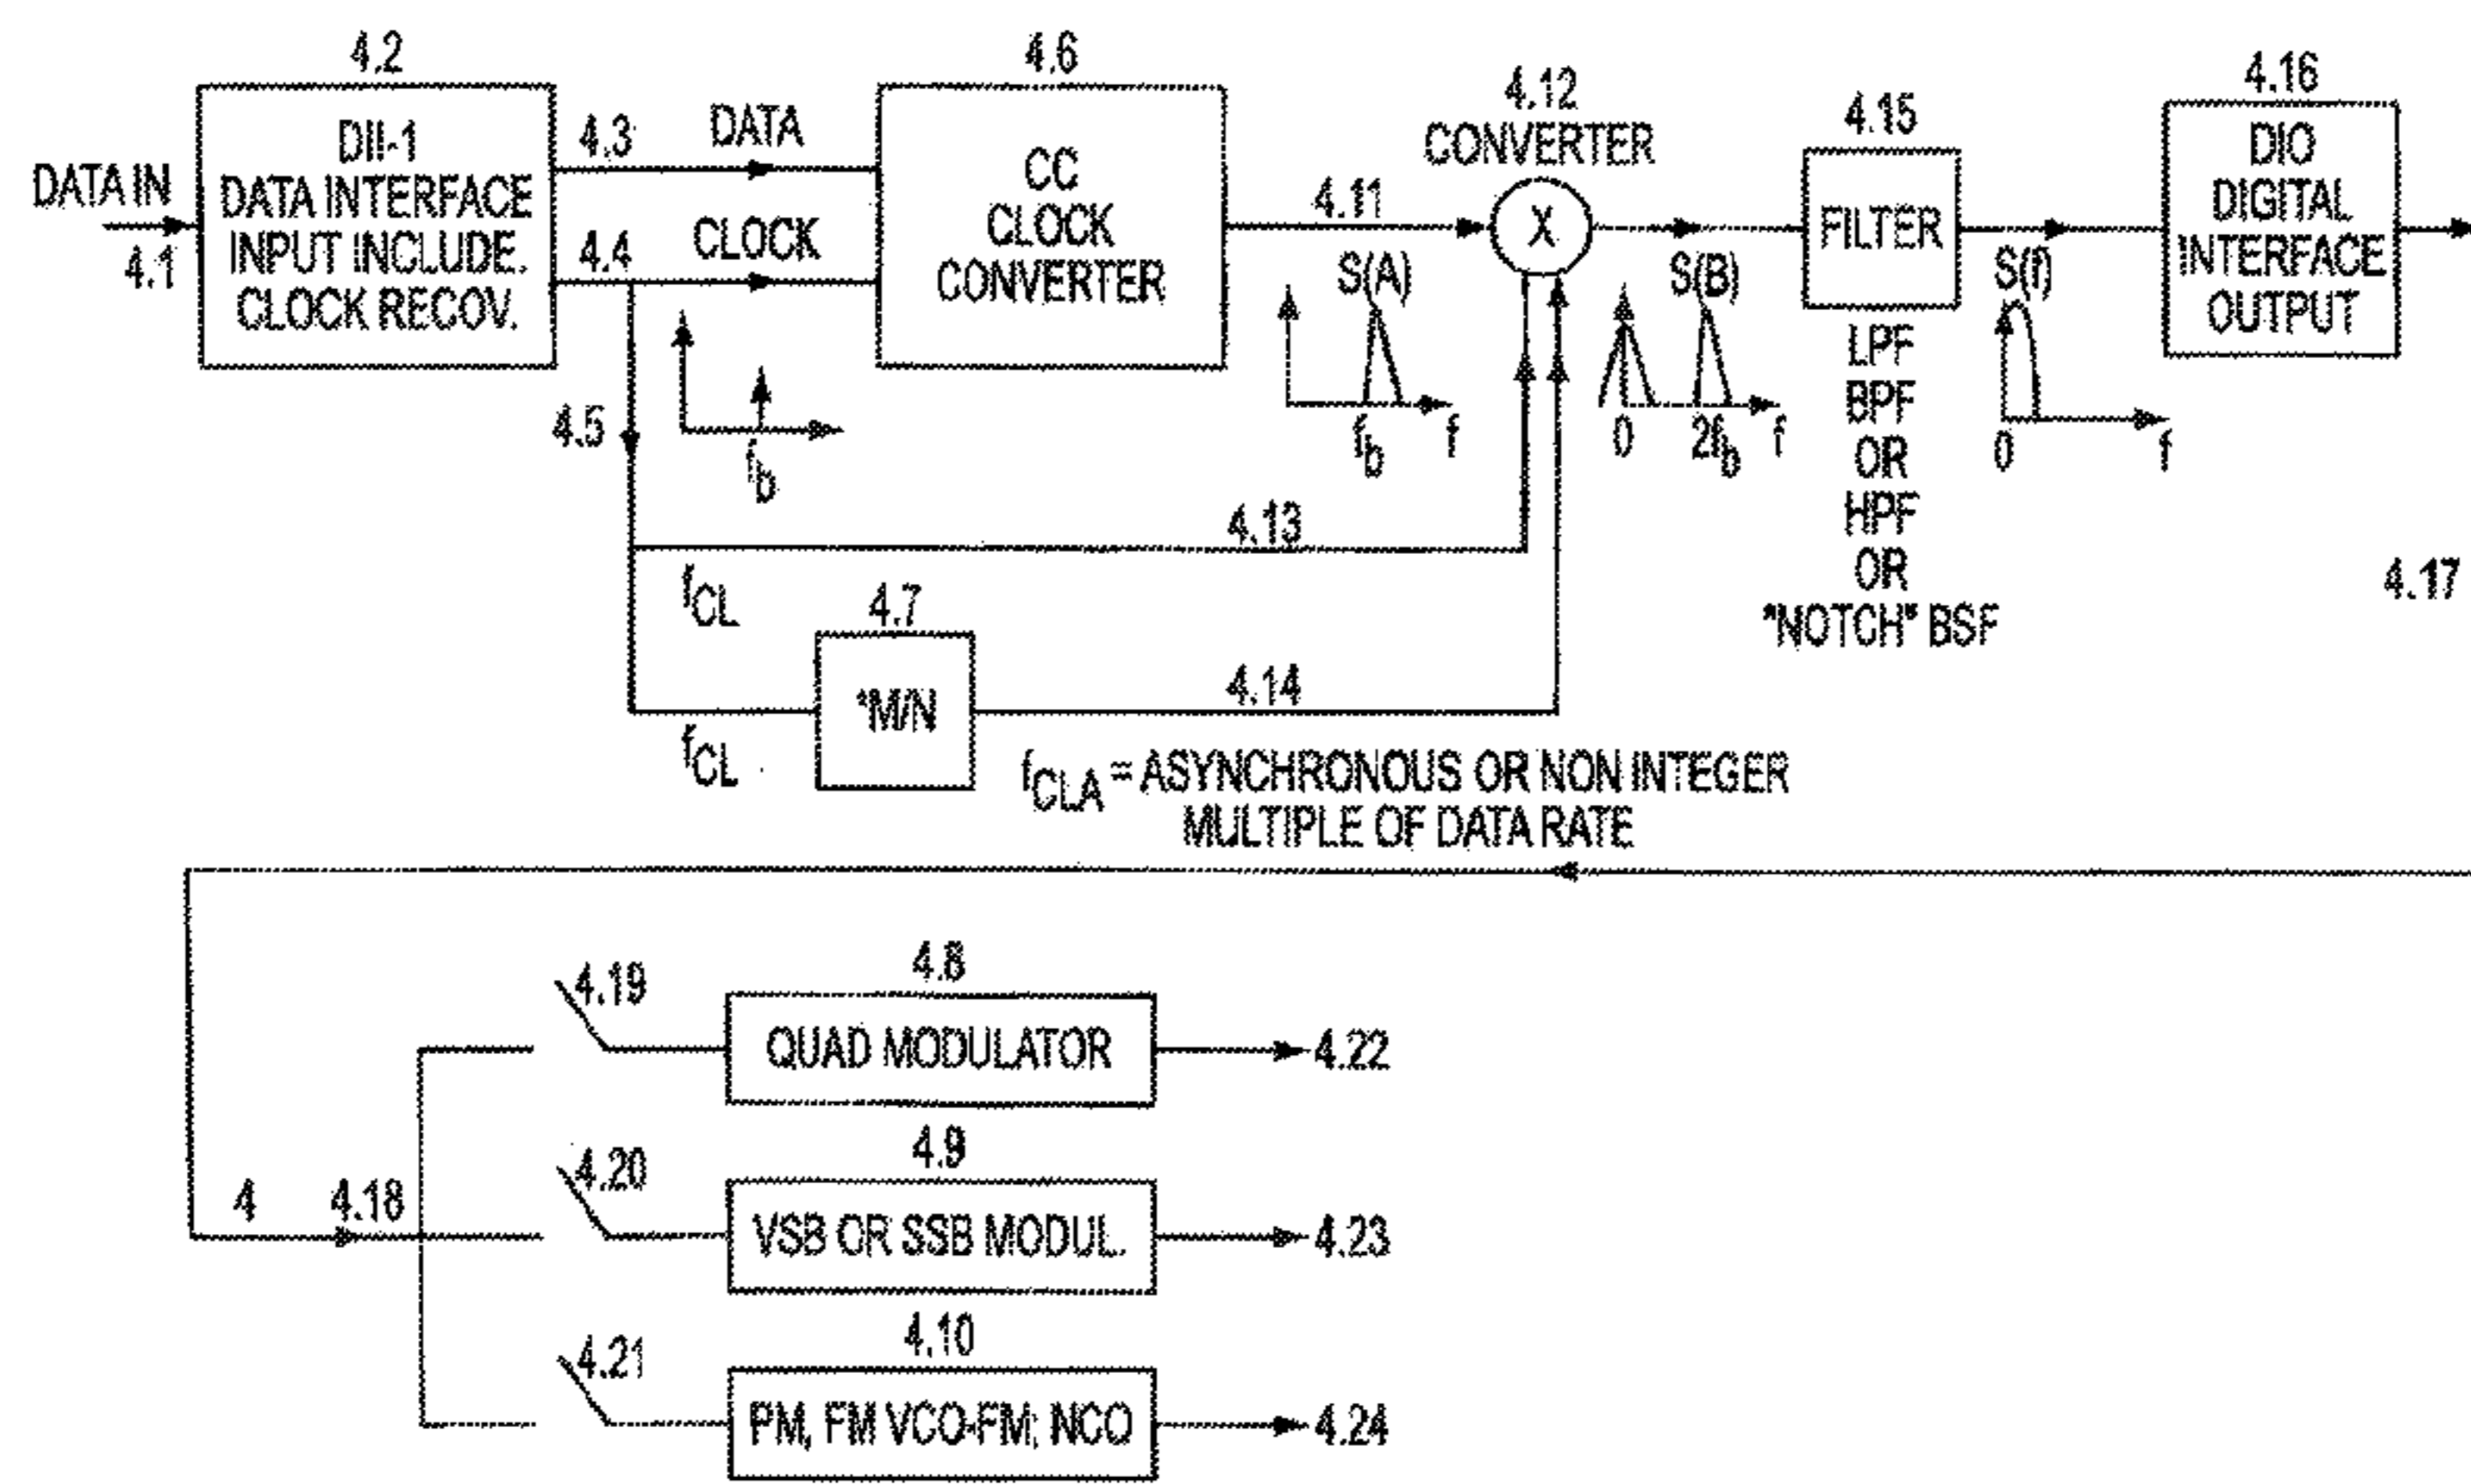 4.2
DII-1
DATA INTERFACE
INPUT INCLUDE.
CLOCK RECOV.
DATA IN
4.1
4.3 DATA
4.4 CLOCK
4.5
f_b
4.6
CC
CLOCK
CONVERTER
4.11
S(A)
f_b f
4.12
CONVERTER
X
S(B)
0 2f_b f
4.15
FILTER
LPF
BPF
OR
HPF
OR
"NOTCH" BSF
S(f)
0 f
4.16
DIO
DIGITAL
INTERFACE
OUTPUT
4.17
4.13
f_CL
4.7
*M/N
4.14
f_CL
f_CLA = ASYNCHRONOUS OR NON INTEGER
MULTIPLE OF DATA RATE
4 4.18
4.19
4.8
QUAD MODULATOR
4.22
4.20
4.9
VSB OR SSB MODUL.
4.23
4.21
4.10
PM, FM VCO-FM; NCO
4.24